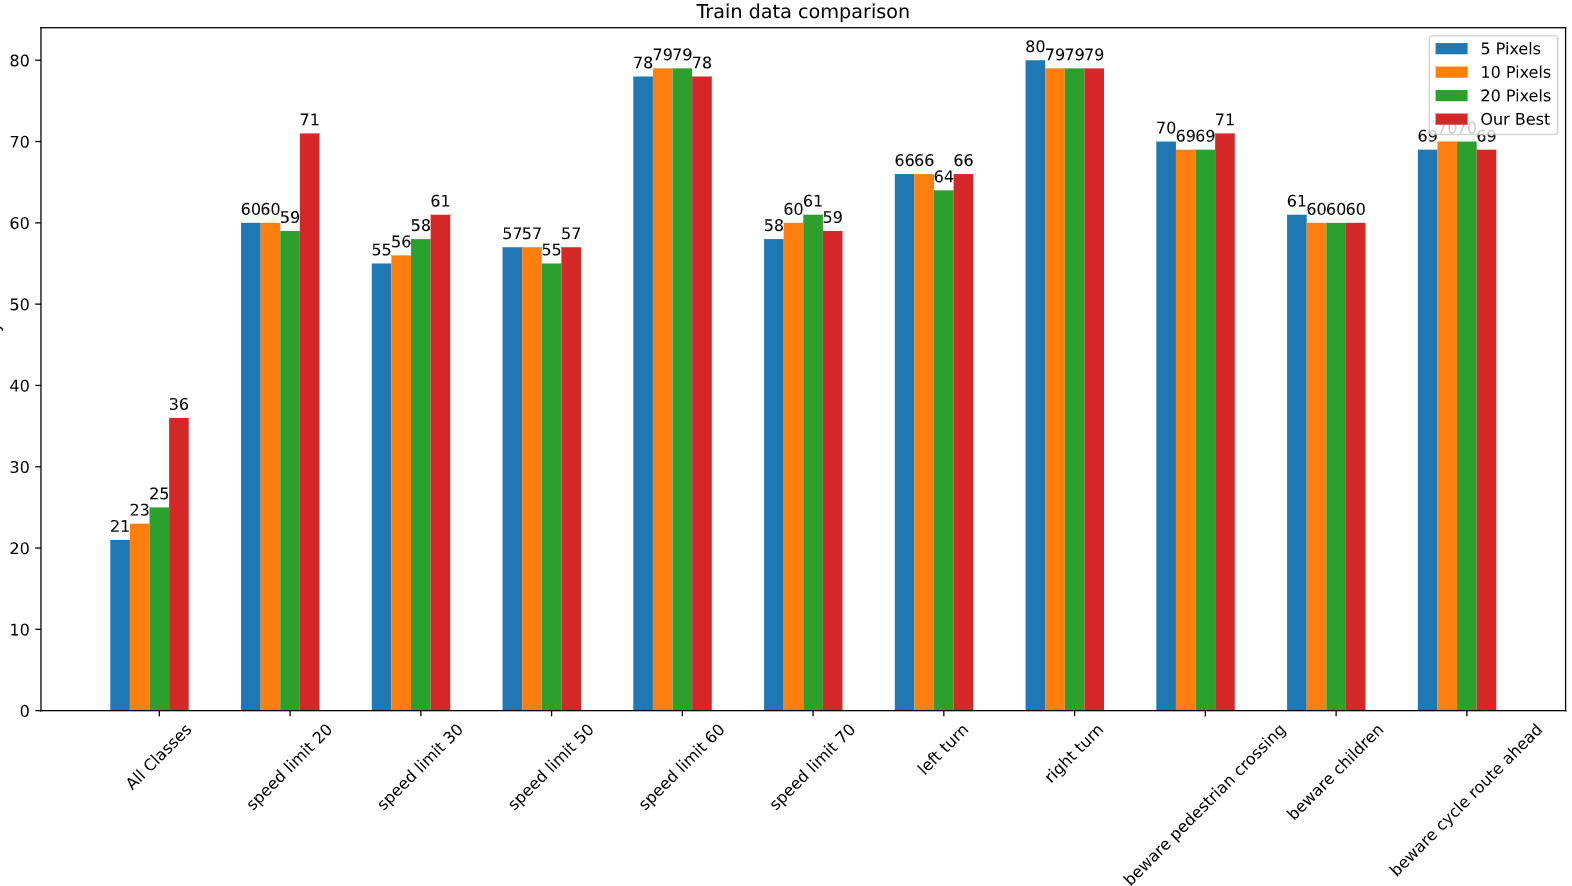 Train data comparison
5 Pixels
10 Pixels
20 Pixels
Our Best
80
70
60
50
40
30
20
10
0
21 23 25 36
60 60 59 71
55 56 58 61
57 57 55 57
78 79 79 78
58 60 61 59
66 66 64 66
80 79 79 79
70 69 69 71
61 60 60 60
69 70 70 69
All Classes
speed limit 20
speed limit 30
speed limit 50
speed limit 60
speed limit 70
left turn
right turn
beware pedestrian crossing
beware children
beware cycle route ahead